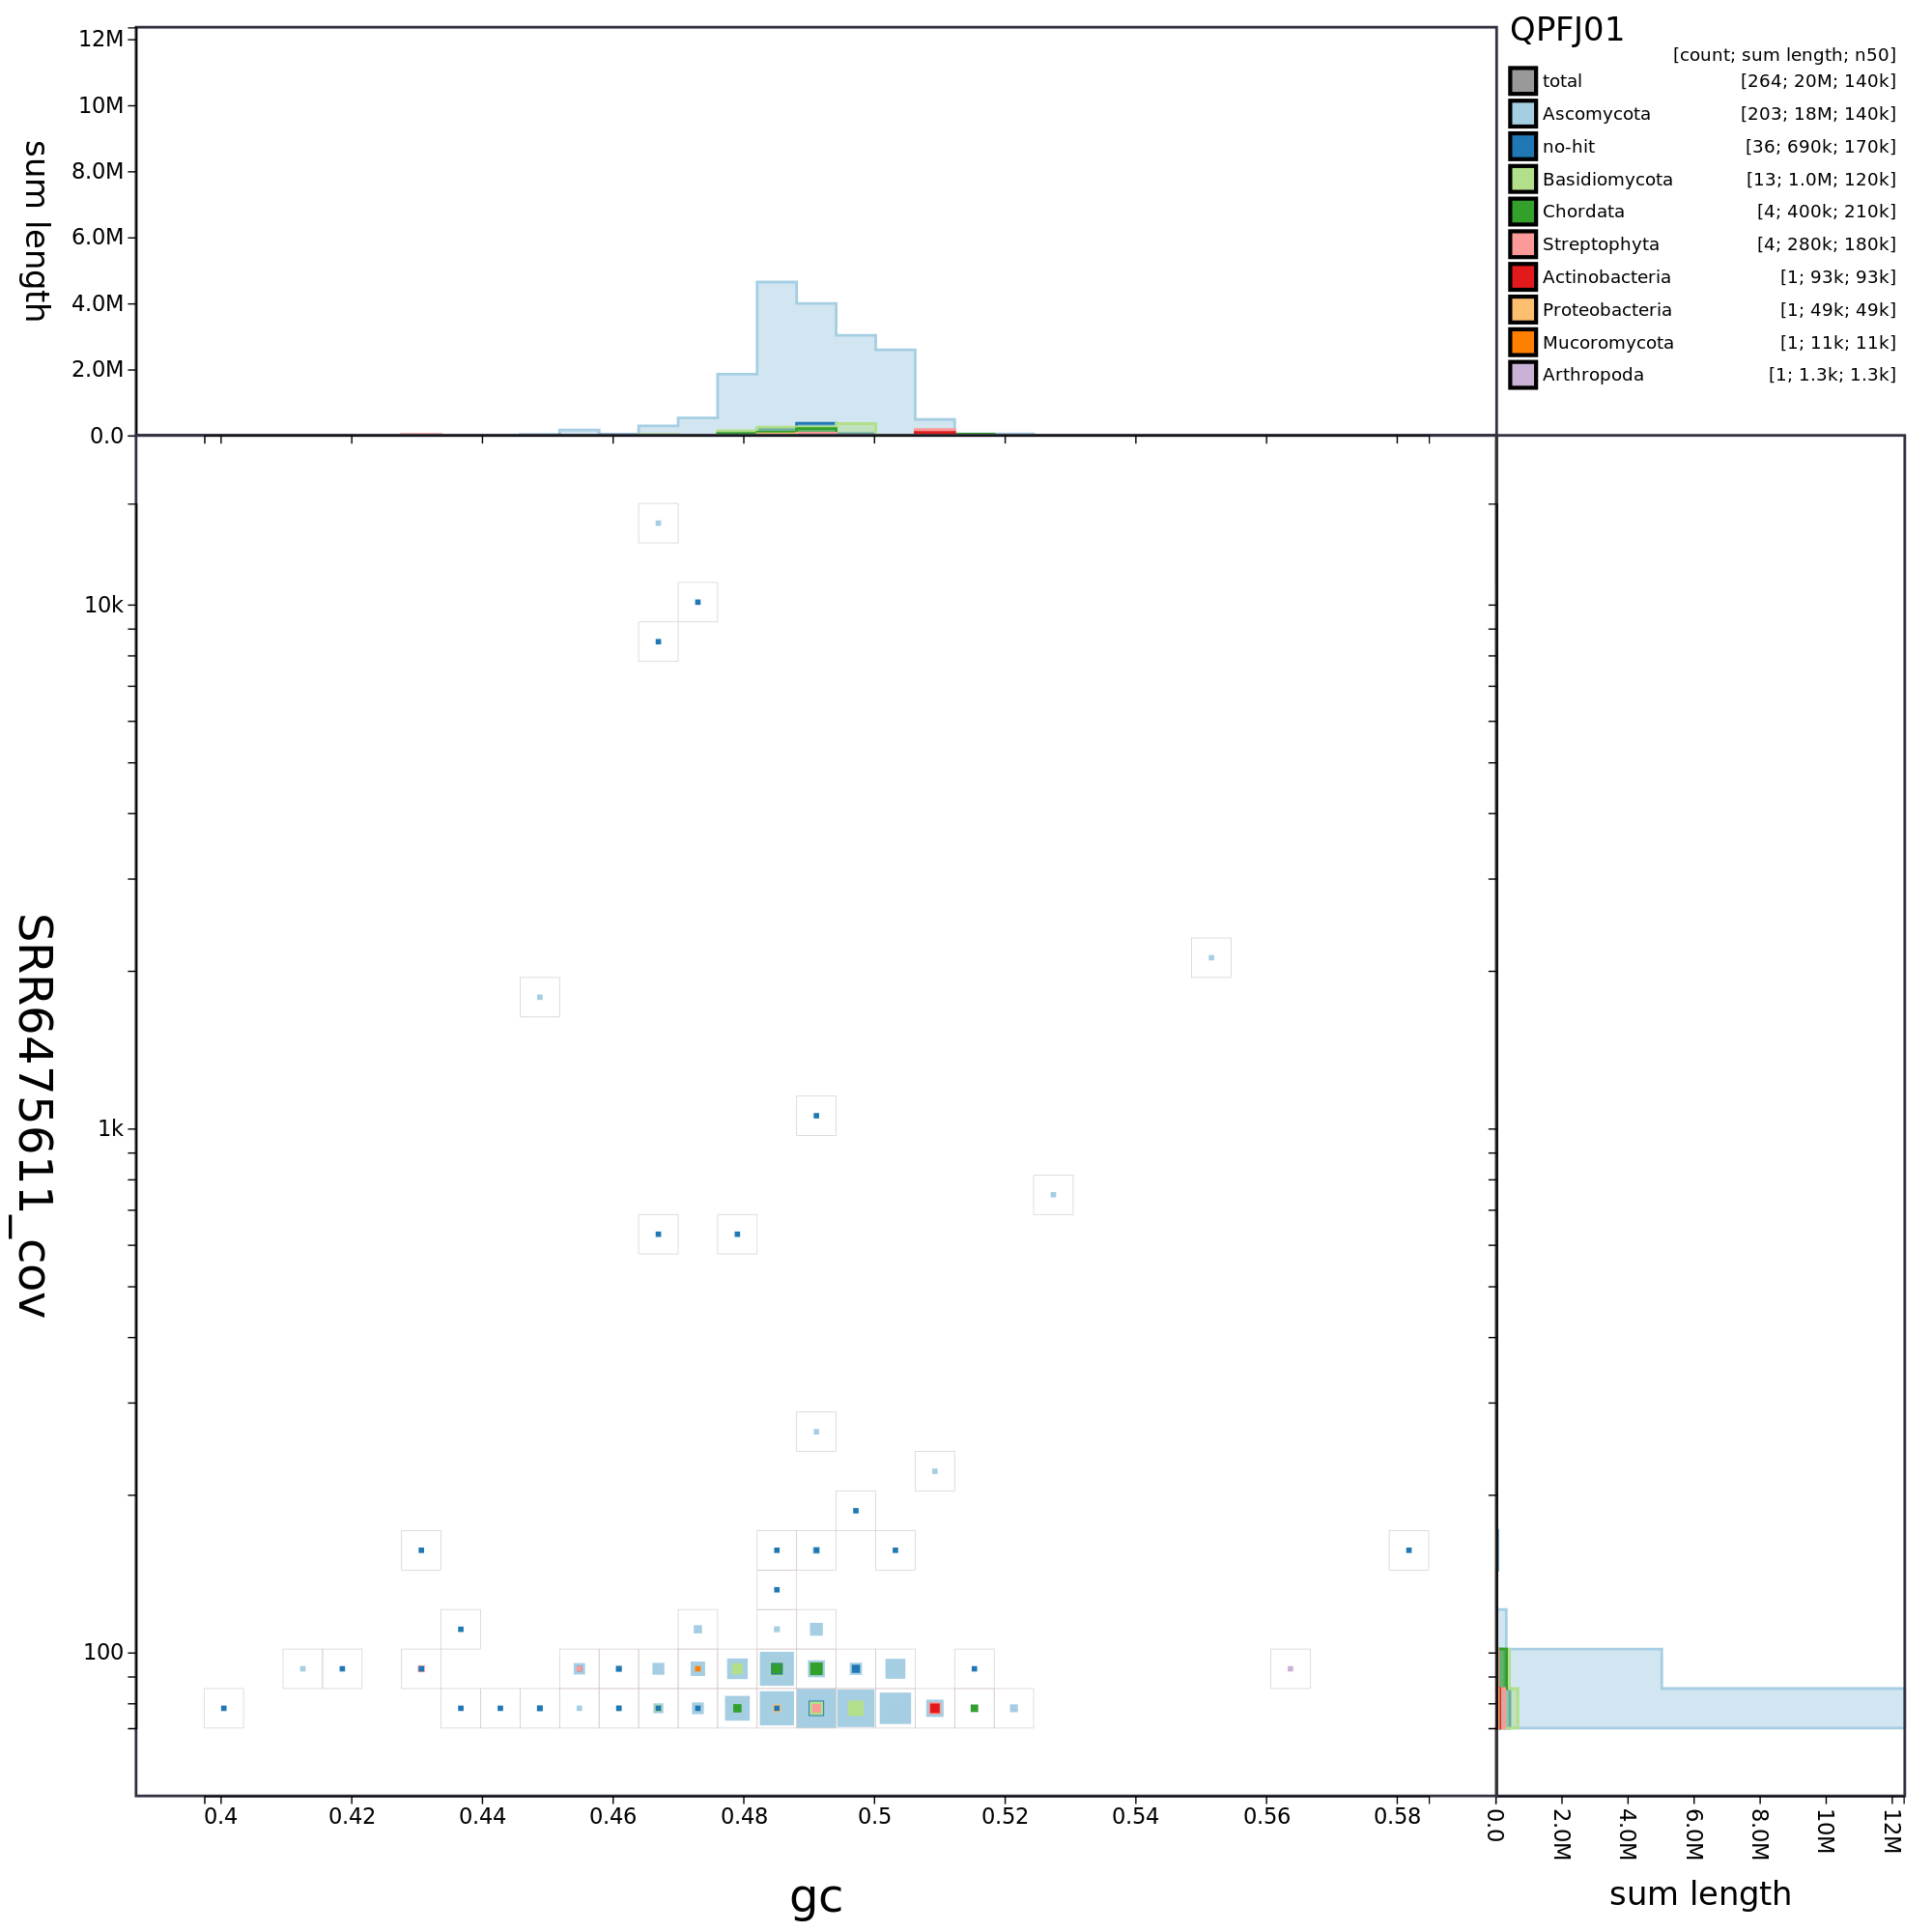 QPFJ01
[count; sum length; n50]
total [264; 20M; 140k]
Ascomycota [203; 18M; 140k]
no-hit [36; 690k; 170k]
Basidiomycota [13; 1.0M; 120k]
Chordata [4; 400k; 210k]
Streptophyta [4; 280k; 180k]
Actinobacteria [1; 93k; 93k]
Proteobacteria [1; 49k; 49k]
Mucoromycota [1; 11k; 11k]
Arthropoda [1; 1.3k; 1.3k]
12M
10M
8.0M
6.0M
4.0M
2.0M
0.0
sum length
10k
1k
100
SRR6475611_cov
0.4
0.42
0.44
0.46
0.48
0.5
0.52
0.54
0.56
0.58
gc
0.0
2.0M
4.0M
6.0M
8.0M
10M
12M
sum length